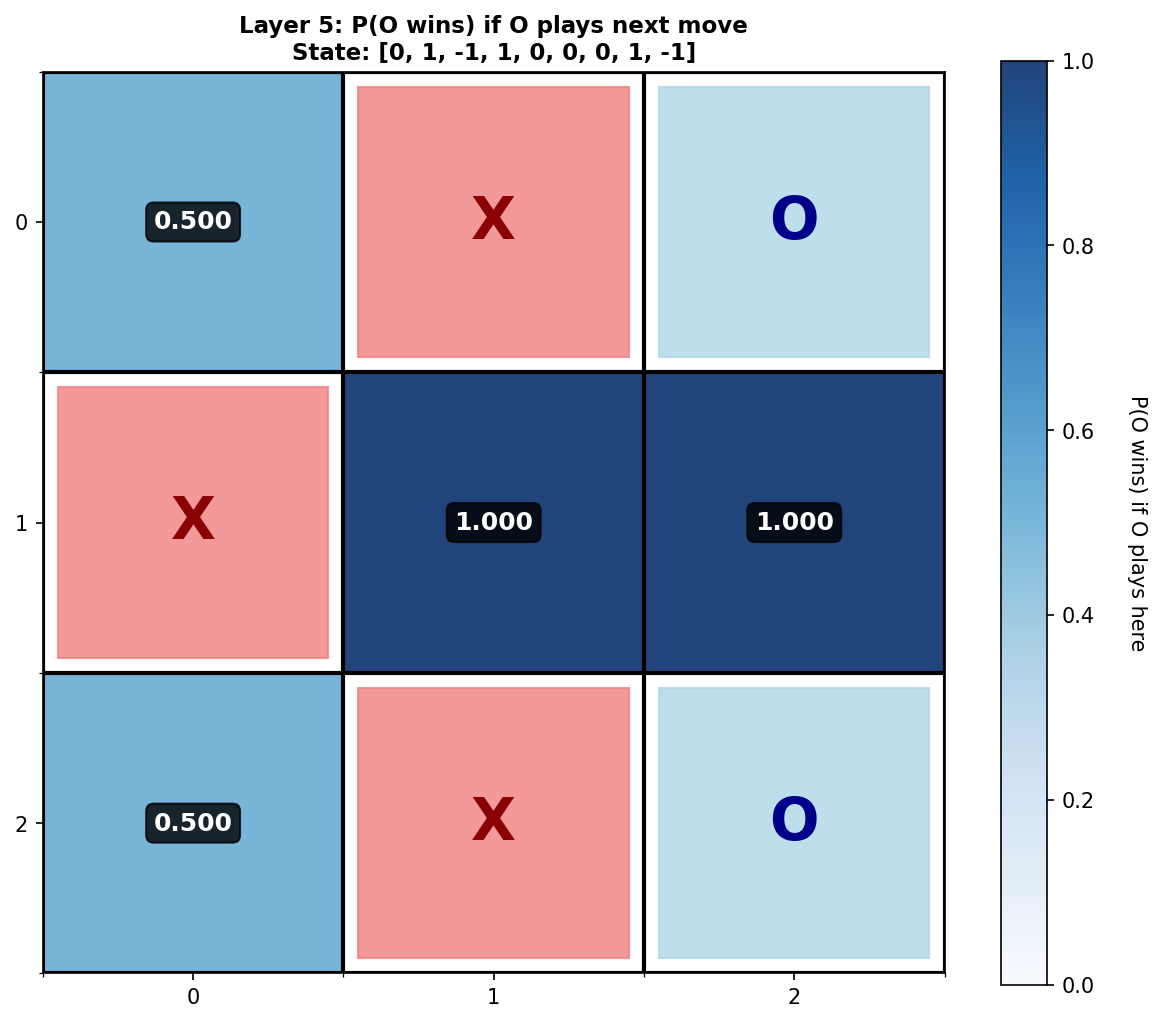 Layer 5: P(O wins) if O plays next move
State: [0, 1, -1, 1, 0, 0, 0, 1, -1]
0
0.500
X
O
1
X
1.000
1.000
2
0.500
X
O
0
1
2
1.0
0.8
0.6
0.4
0.2
0.0
P(O wins) if O plays here